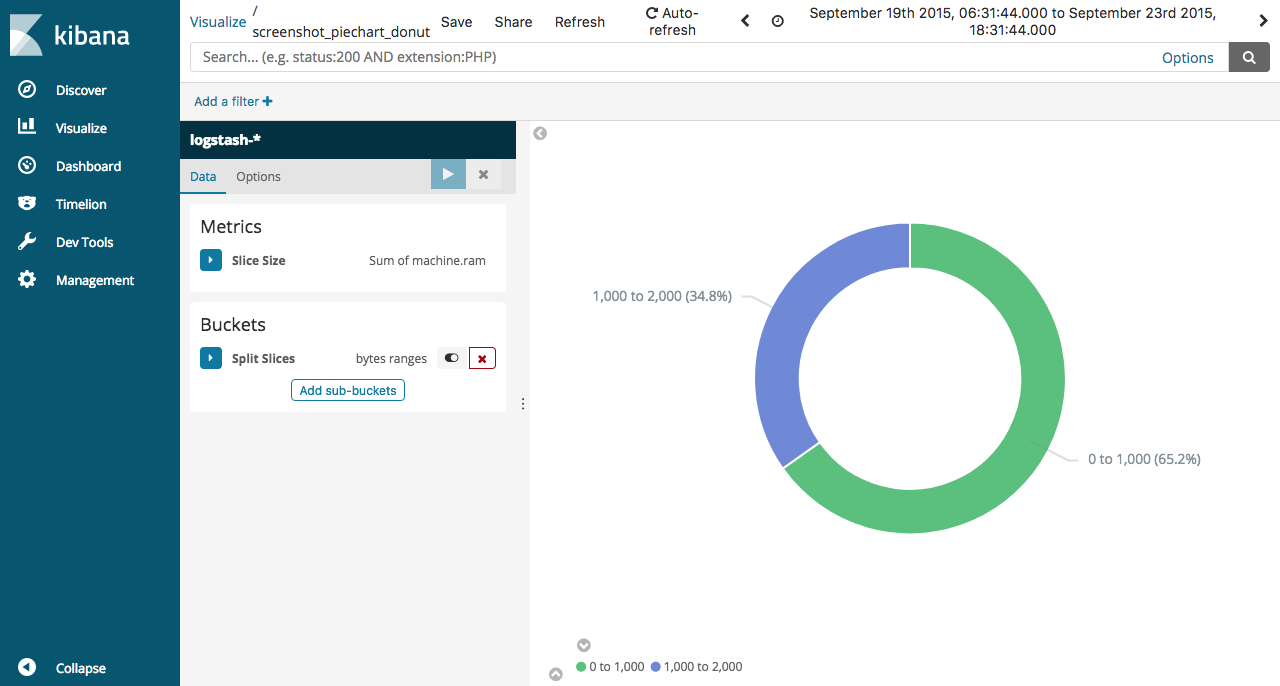 kibana
Discover
Visualize
Dashboard
Timelion
Dev Tools
Management
Collapse
Visualize /
screenshot_piechart_donut
Save
Share
Refresh
Auto-
refresh
September 19th 2015, 06:31:44.000 to September 23rd 2015,
18:31:44.000
Search... (e.g. status:200 AND extension:PHP)
Options
Add a filter
logstash-*
Data
Options
Metrics
Slice Size
Sum of machine.ram
Buckets
Split Slices
bytes ranges
Add sub-buckets
1,000 to 2,000 (34.8%)
0 to 1,000 (65.2%)
0 to 1,000
1,000 to 2,000